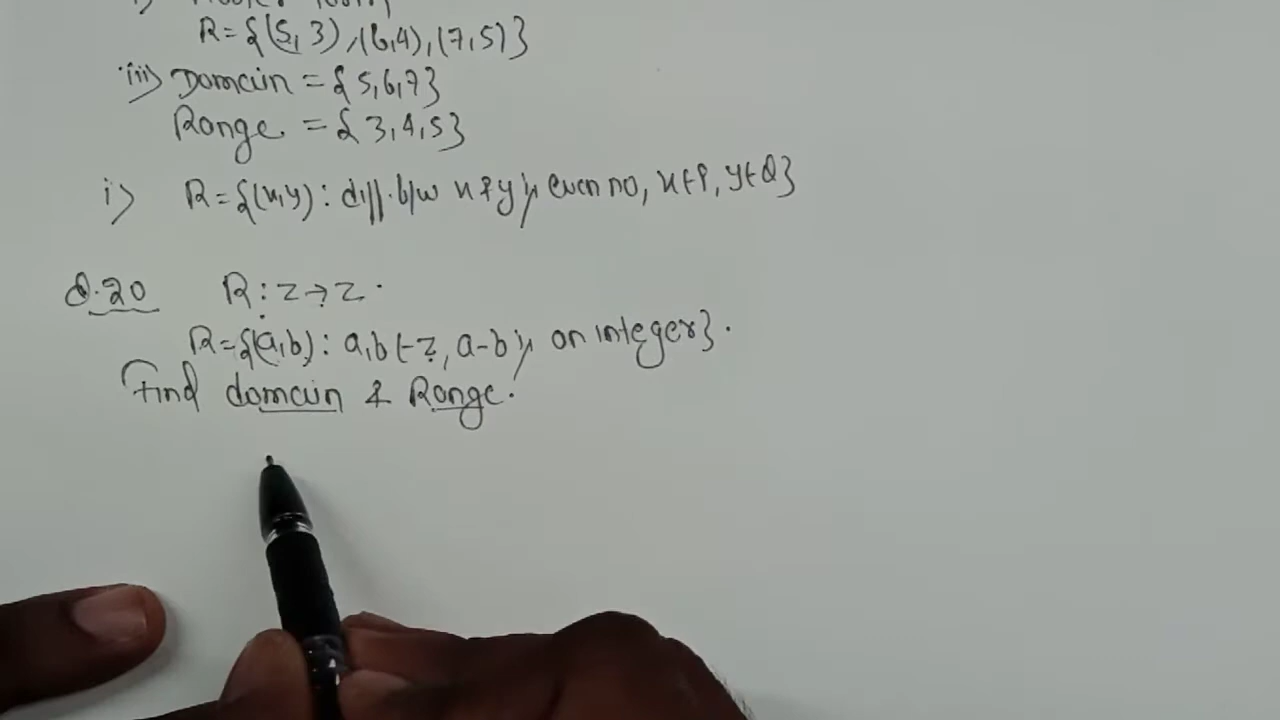 R={(5,3),(6,4),(7,5)}
iii) Domain = {5,6,7}
Range = {3,4,5}
i) R={(x,y): diff. b/w x & y is even no, x∈P, y∈Q}
Q.20 R: Z→Z.
R={(a,b): a,b∈Z, a-b is an integer}.
Find domain & Range.